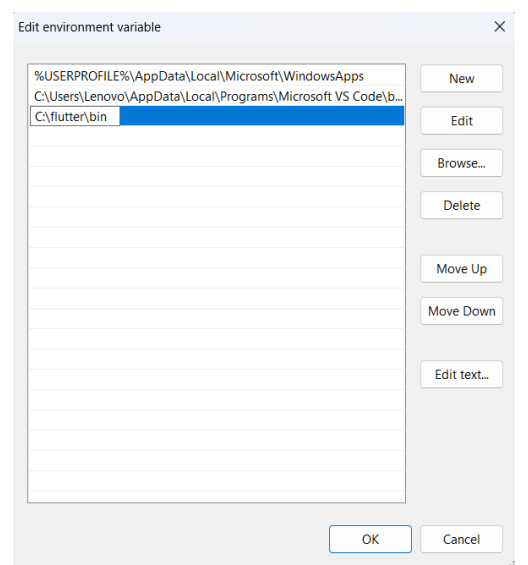 Edit environment variable
%USERPROFILE%\AppData\Local\Microsoft\WindowsApps
C:\Users\Lenovo\AppData\Local\Programs\Microsoft VS Code\b...
C:\flutter\bin
New
Edit
Browse...
Delete
Move Up
Move Down
Edit text...
OK
Cancel